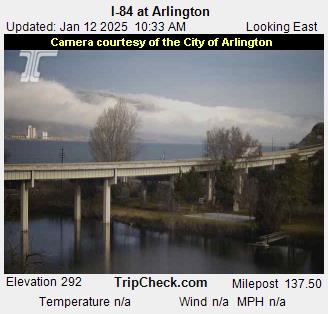 I-84 at Arlington
Updated: Jan 12 2025 10:33 AM Looking East
Camera courtesy of the City of Arlington
Elevation 292 TripCheck.com Milepost 137.50
Temperature n/a Wind n/a MPH n/a